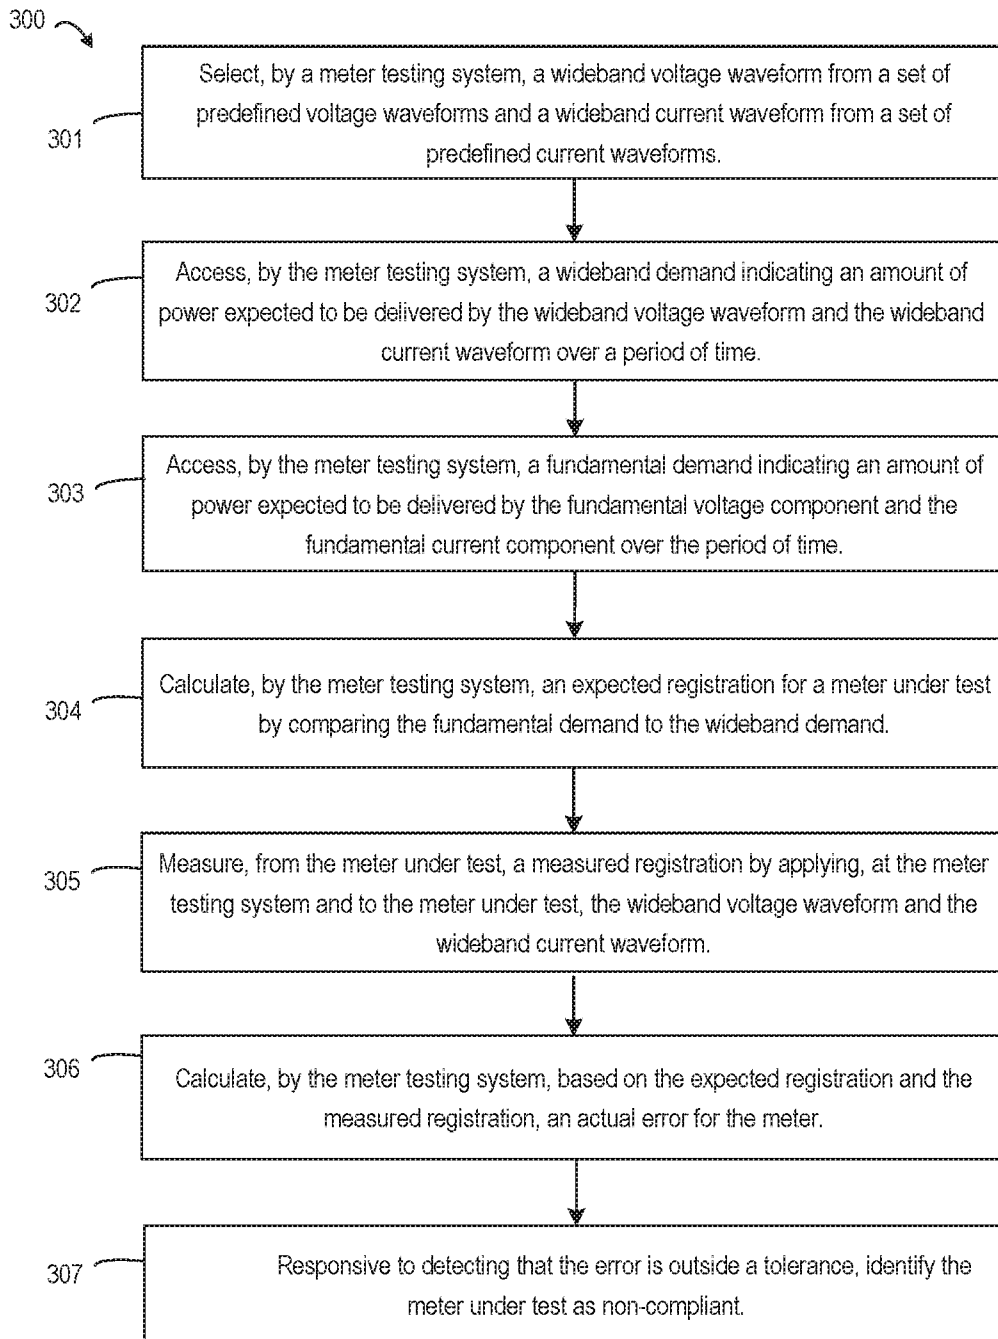 300
301
Select, by a meter testing system, a wideband voltage waveform from a set of
predefined voltage waveforms and a wideband current waveform from a set of
predefined current waveforms.
302
Access, by the meter testing system, a wideband demand indicating an amount of
power expected to be delivered by the wideband voltage waveform and the wideband
current waveform over a period of time.
303
Access, by the meter testing system, a fundamental demand indicating an amount of
power expected to be delivered by the fundamental voltage component and the
fundamental current component over the period of time.
304
Calculate, by the meter testing system, an expected registration for a meter under test
by comparing the fundamental demand to the wideband demand.
305
Measure, from the meter under test, a measured registration by applying, at the meter
testing system and to the meter under test, the wideband voltage waveform and the
wideband current waveform.
306
Calculate, by the meter testing system, based on the expected registration and the
measured registration, an actual error for the meter.
307
Responsive to detecting that the error is outside a tolerance, identify the
meter under test as non-compliant.